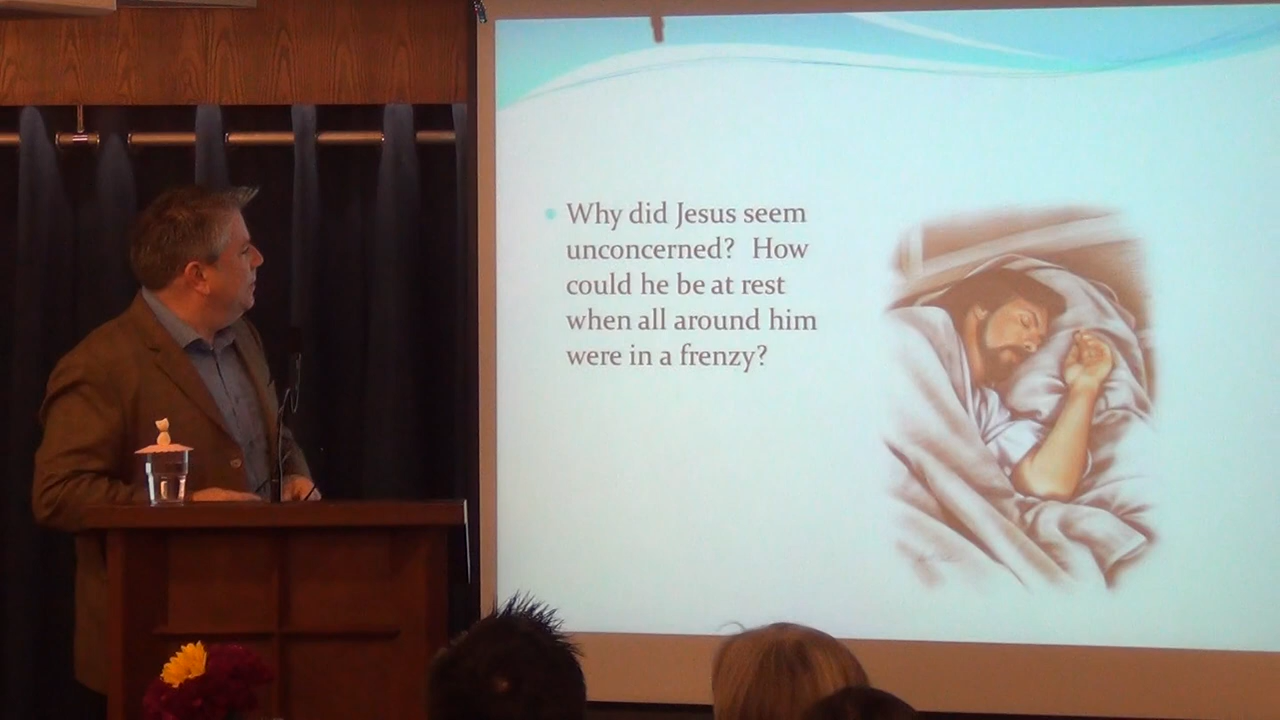 Why did Jesus seem
unconcerned?  How
could he be at rest
when all around him
were in a frenzy?